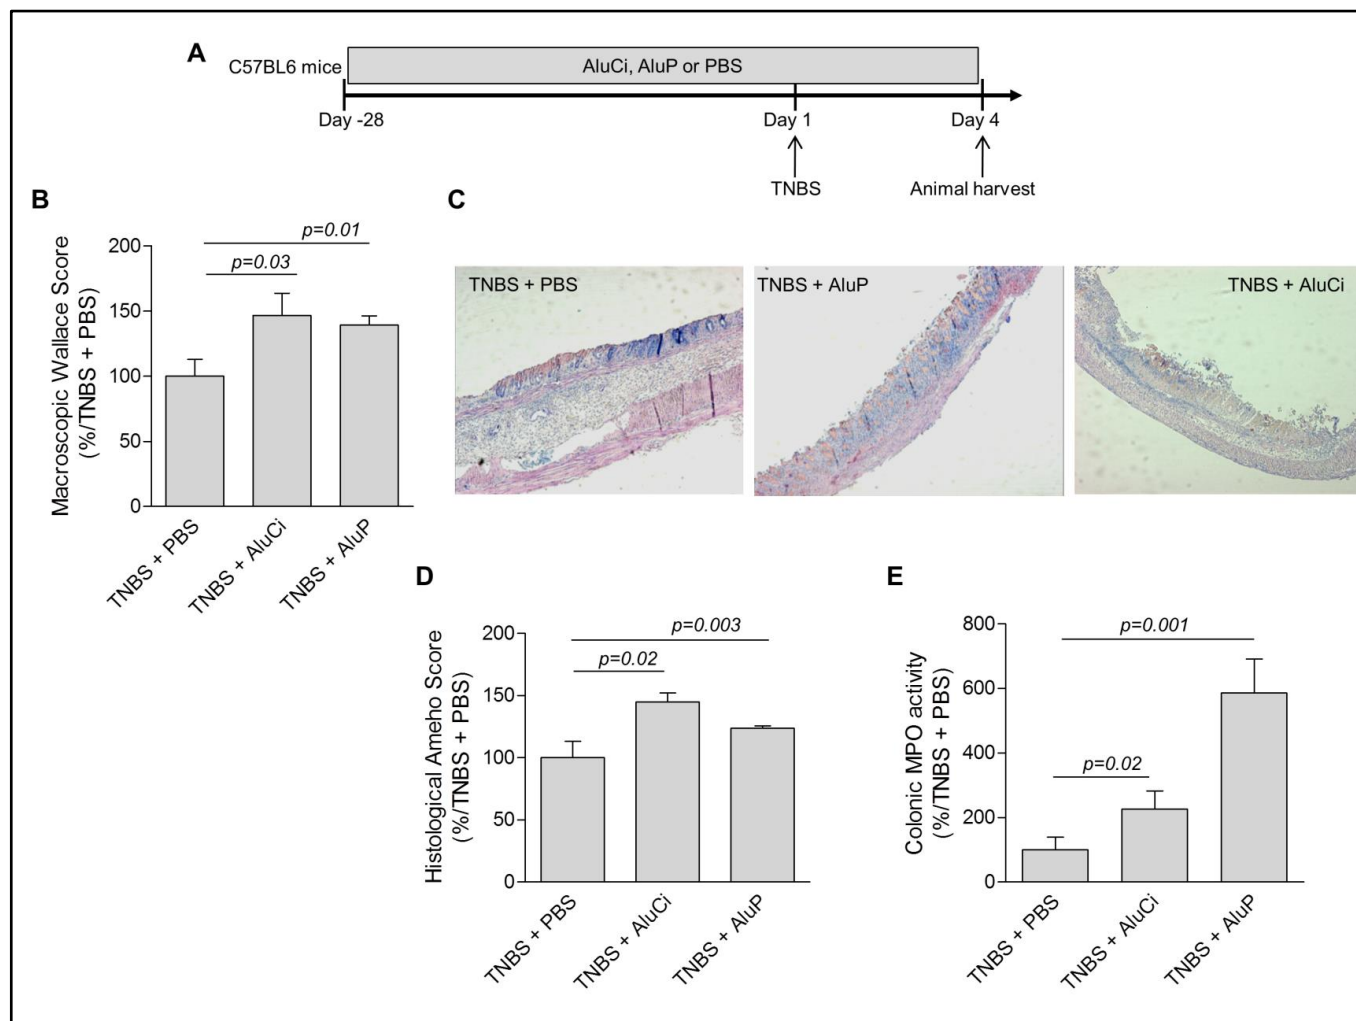 A
C57BL6 mice
AluCi, AluP or PBS
Day -28
Day 1
Day 4
TNBS
Animal harvest
B
Macroscopic Wallace Score
(%/TNBS + PBS)
200
150
100
50
0
p=0.01
p=0.03
TNBS + PBS
TNBS + AluCi
TNBS + AluP
C
TNBS + PBS
TNBS + AluP
TNBS + AluCi
D
Histological Ameho Score
(%/TNBS + PBS)
200
150
100
50
0
p=0.003
p=0.02
TNBS + PBS
TNBS + AluCi
TNBS + AluP
E
Colonic MPO activity
(%/TNBS + PBS)
800
600
400
200
0
p=0.001
p=0.02
TNBS + PBS
TNBS + AluCi
TNBS + AluP